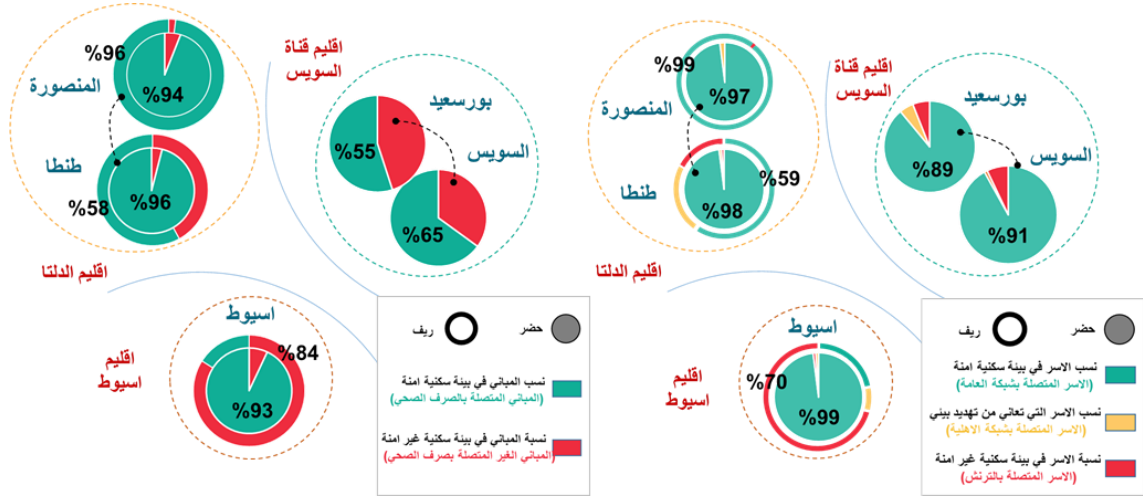 اقليم قناة
السويس
%96
المنصورة
%94
بورسعيد
%55
السويس
%65
طنطا
%58
%96
اقليم الدلتا
اسيوط
%84
اقليم
اسيوط
%93
حضر
ريف
نسب المباني في بيئة سكنية امنة
(المباني المتصلة بالصرف الصحي)
نسبة المباني في بيئة سكنية غير امنة
(المباني الغير المتصلة بصرف الصحي)
اقليم قناة
السويس
%99
المنصورة
%97
بورسعيد
%89
السويس
%91
طنطا
%59
%98
اقليم الدلتا
اسيوط
%70
اقليم
اسيوط
%99
حضر
ريف
نسب الاسر في بيئة سكنية امنة
(الاسر المتصلة بشبكة العامة)
نسب الاسر التي تعاني من تهديد بيئي
(الاسر المتصلة بشبكة الاهلية)
نسبة الاسر في بيئة سكنية غير امنة
(الاسر المتصلة بالترنش)